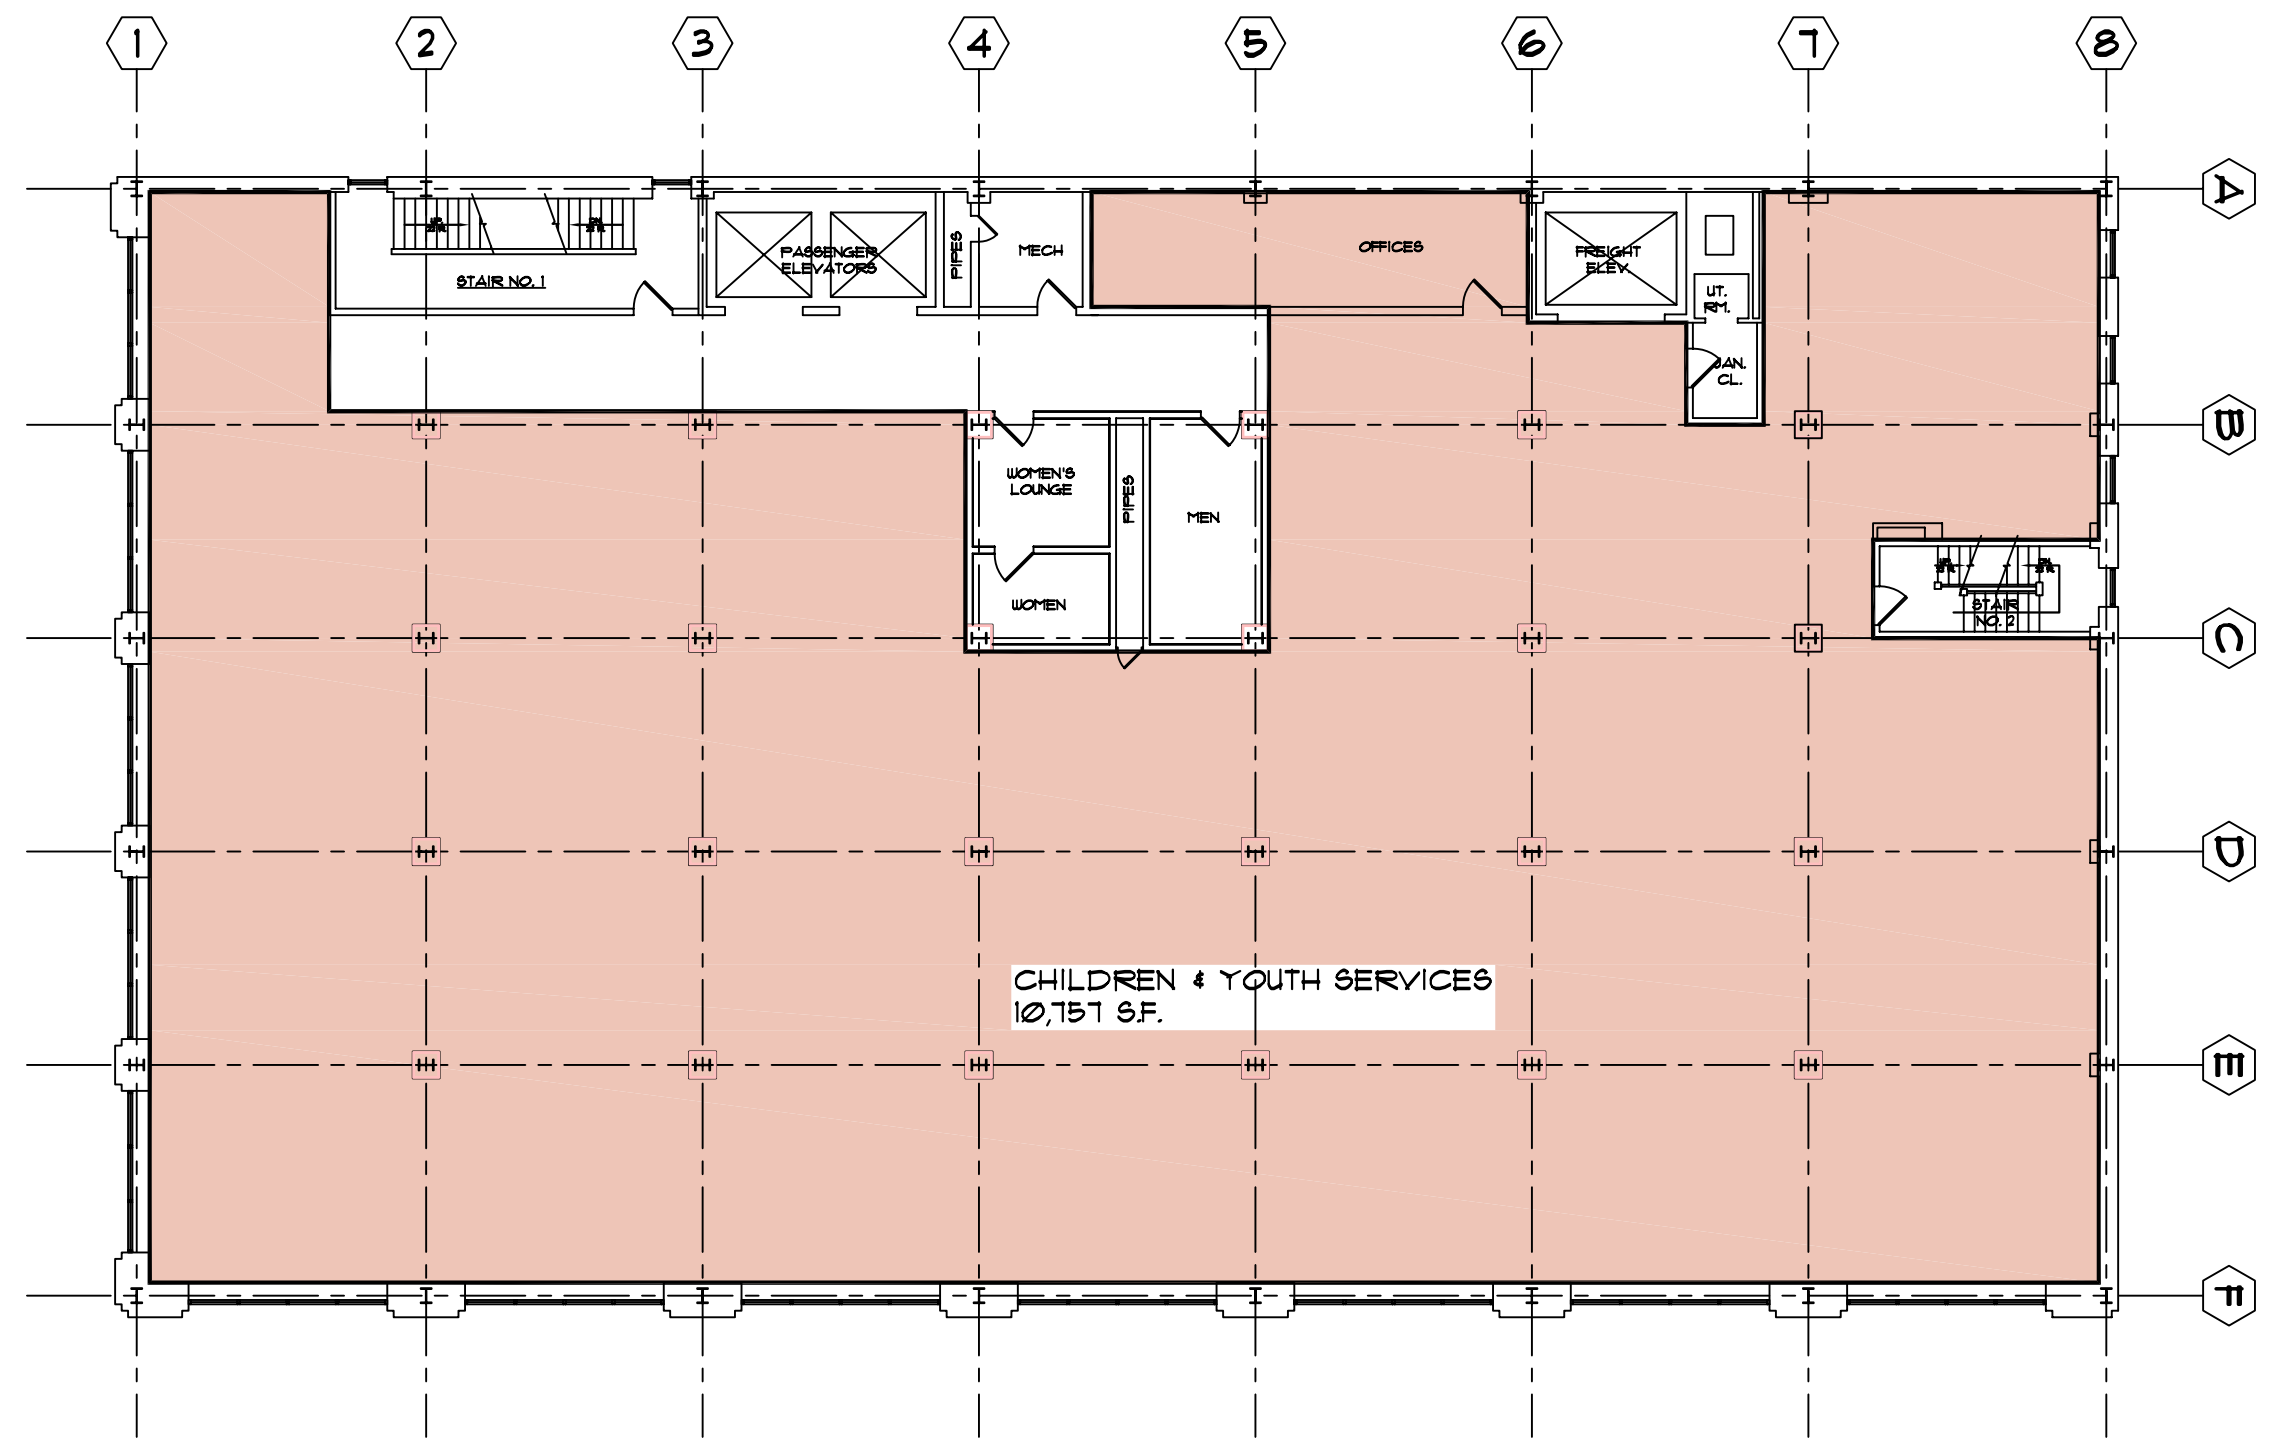 1
2
3
4
5
6
7
8
A
PASSENGER
ELEVATORS
PIPES
MECH
OFFICES
FREIGHT
ELEV.
STAIR NO. 1
UT.
RM.
JAN.
CL.
B
WOMEN'S
LOUNGE
PIPES
MEN
WOMEN
STAIR
NO. 2
C
D
CHILDREN & YOUTH SERVICES
10,757 S.F.
E
F